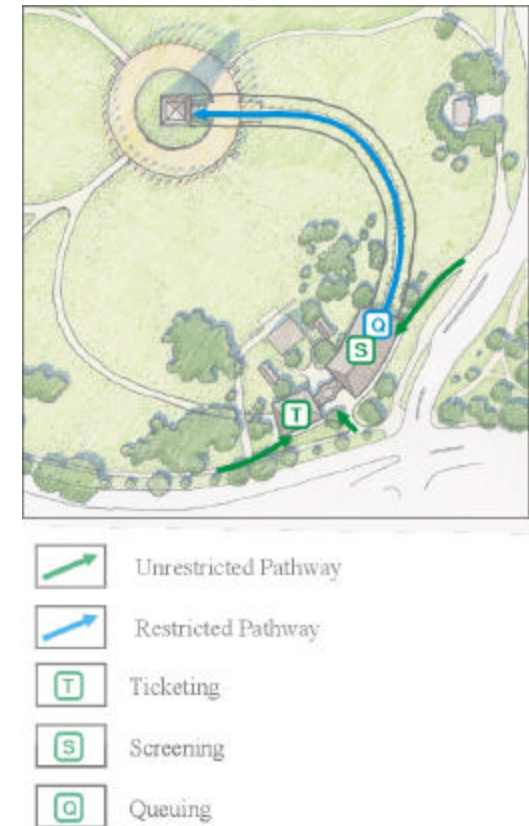 Q
S
T
Unrestricted Pathway
Restricted Pathway
T Ticketing
S Screening
Q Queuing